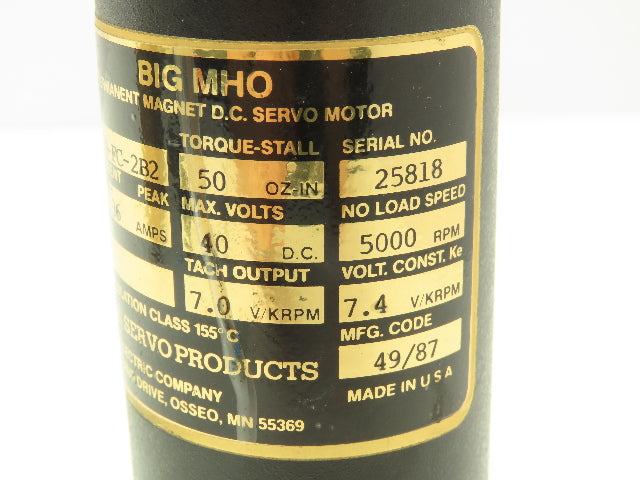 BIG MHO
MAGNET D.C. SERVO MOTOR
TORQUE-STALL SERIAL NO.
-2B2 50 OZ-IN 25818
PEAK MAX. VOLTS NO LOAD SPEED
AMPS 40 D.C. 5000 RPM
TACH OUTPUT VOLT. CONST. Ke
7.0 V/KRPM 7.4 V/KRPM
CLASS 155°C MFG. CODE
SERVO PRODUCTS 49/87
COMPANY MADE IN USA
DRIVE, OSSEO, MN 55369